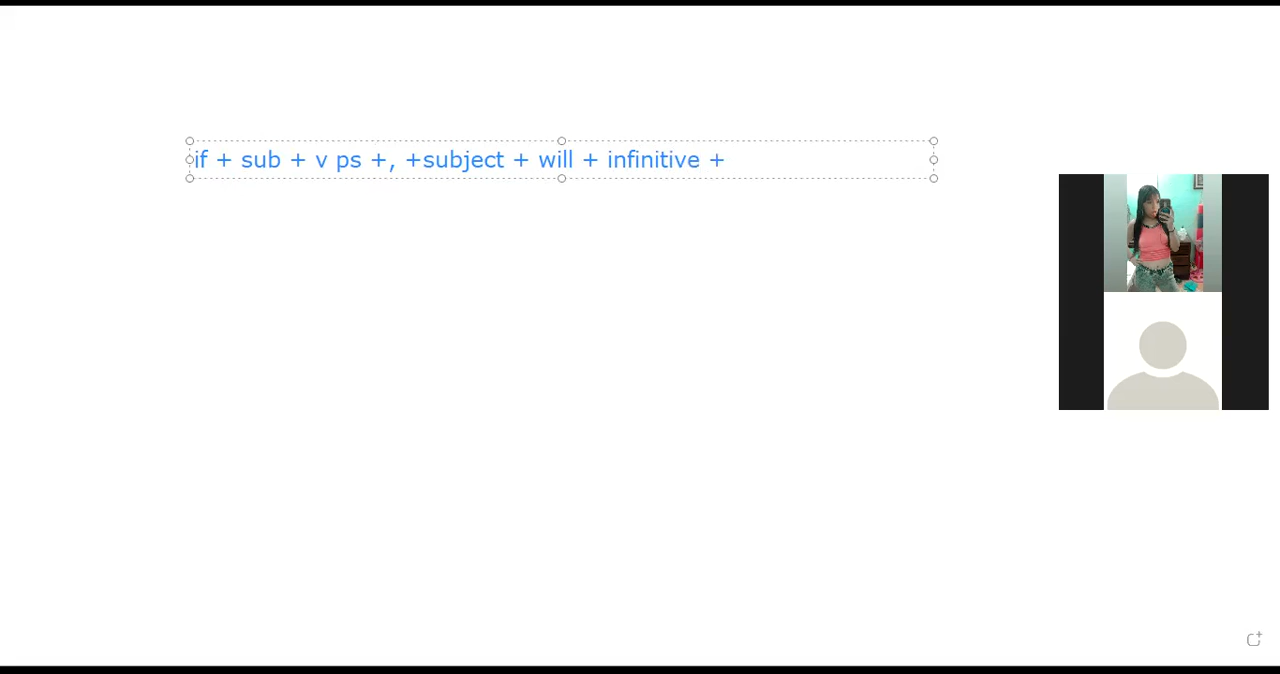 if + sub + v ps +, +subject + will + infinitive +